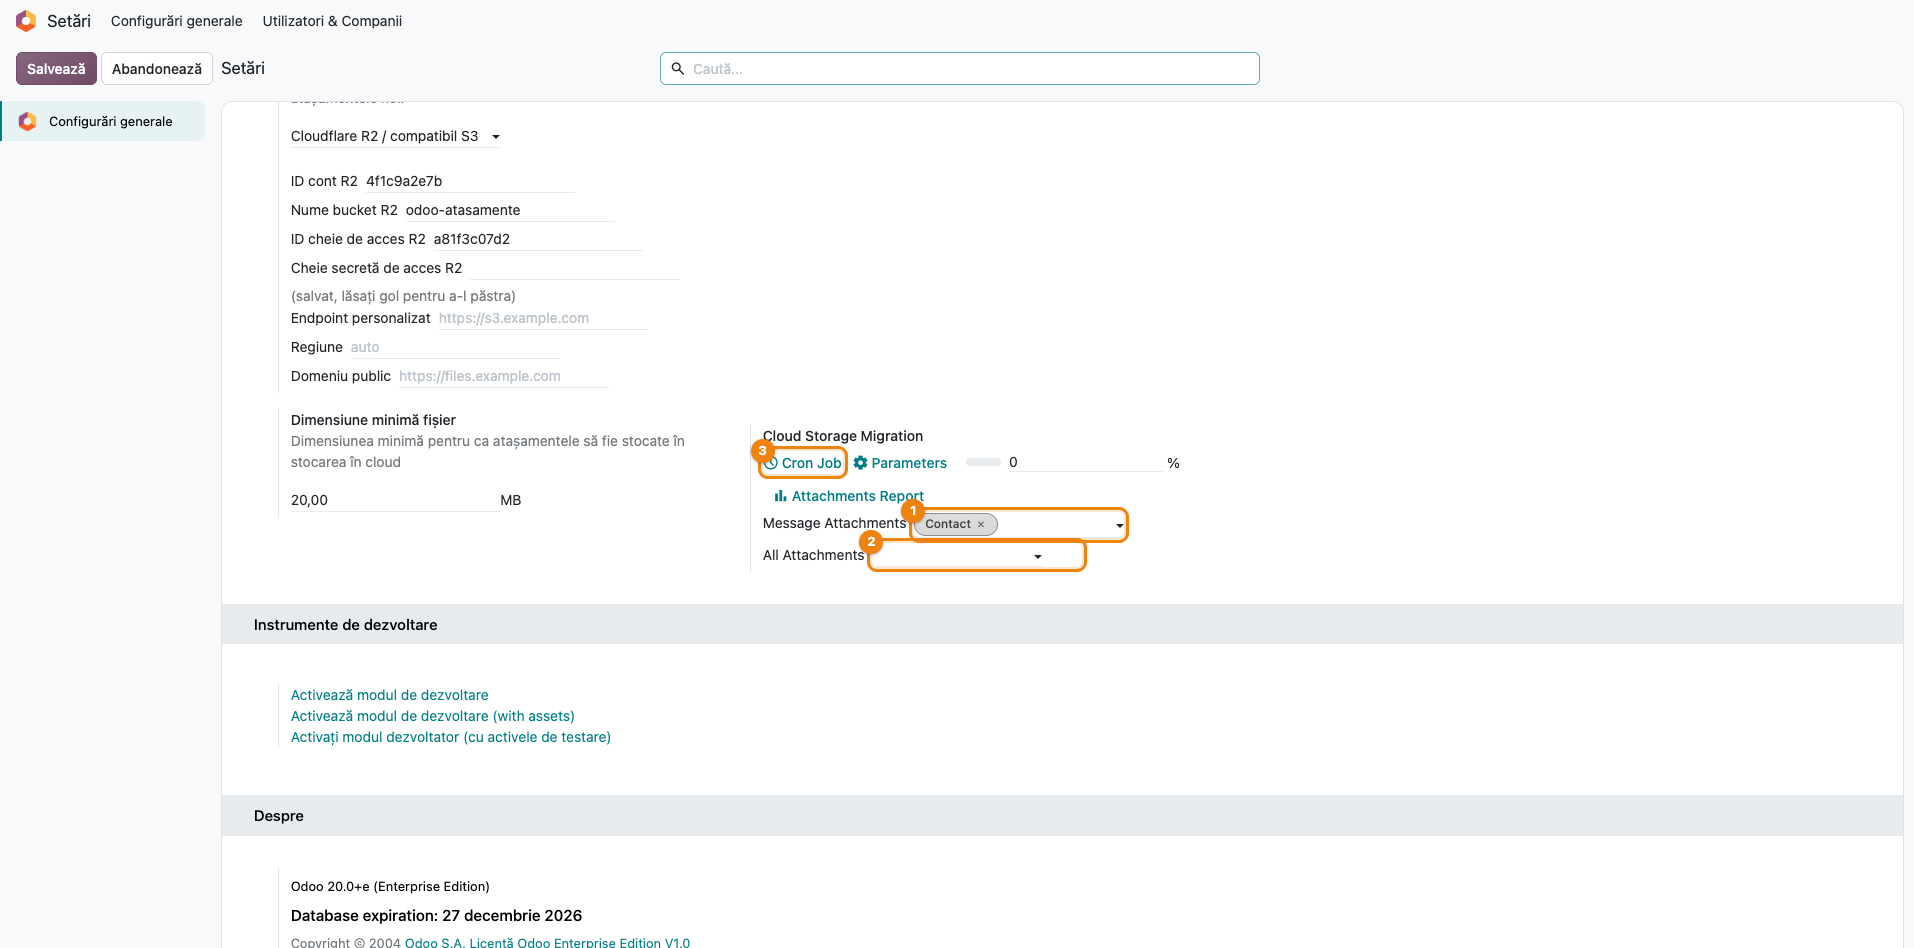 Setări Configurări generale Utilizatori & Companii
Salvează Abandonează Setări Caută...
Configurări generale
Cloudflare R2 / compatibil S3
ID cont R2 4f1c9a2e7b
Nume bucket R2 odoo-atasamente
ID cheie de acces R2 a81f3c07d2
Cheie secretă de acces R2
(salvat, lăsați gol pentru a-l păstra)
Endpoint personalizat https://s3.example.com
Regiune auto
Domeniu public https://files.example.com
Dimensiune minimă fișier
Dimensiunea minimă pentru ca atașamentele să fie stocate în
stocarea în cloud
20,00 MB
Cloud Storage Migration
3 Cron Job Parameters 0 %
Attachments Report
Message Attachments 1 Contact ×
All Attachments 2
Instrumente de dezvoltare
Activează modul de dezvoltare
Activează modul de dezvoltare (with assets)
Activați modul dezvoltator (cu activele de testare)
Despre
Odoo 20.0+e (Enterprise Edition)
Database expiration: 27 decembrie 2026
Copyright © 2004 Odoo S.A. Licență Odoo Enterprise Edition V1.0